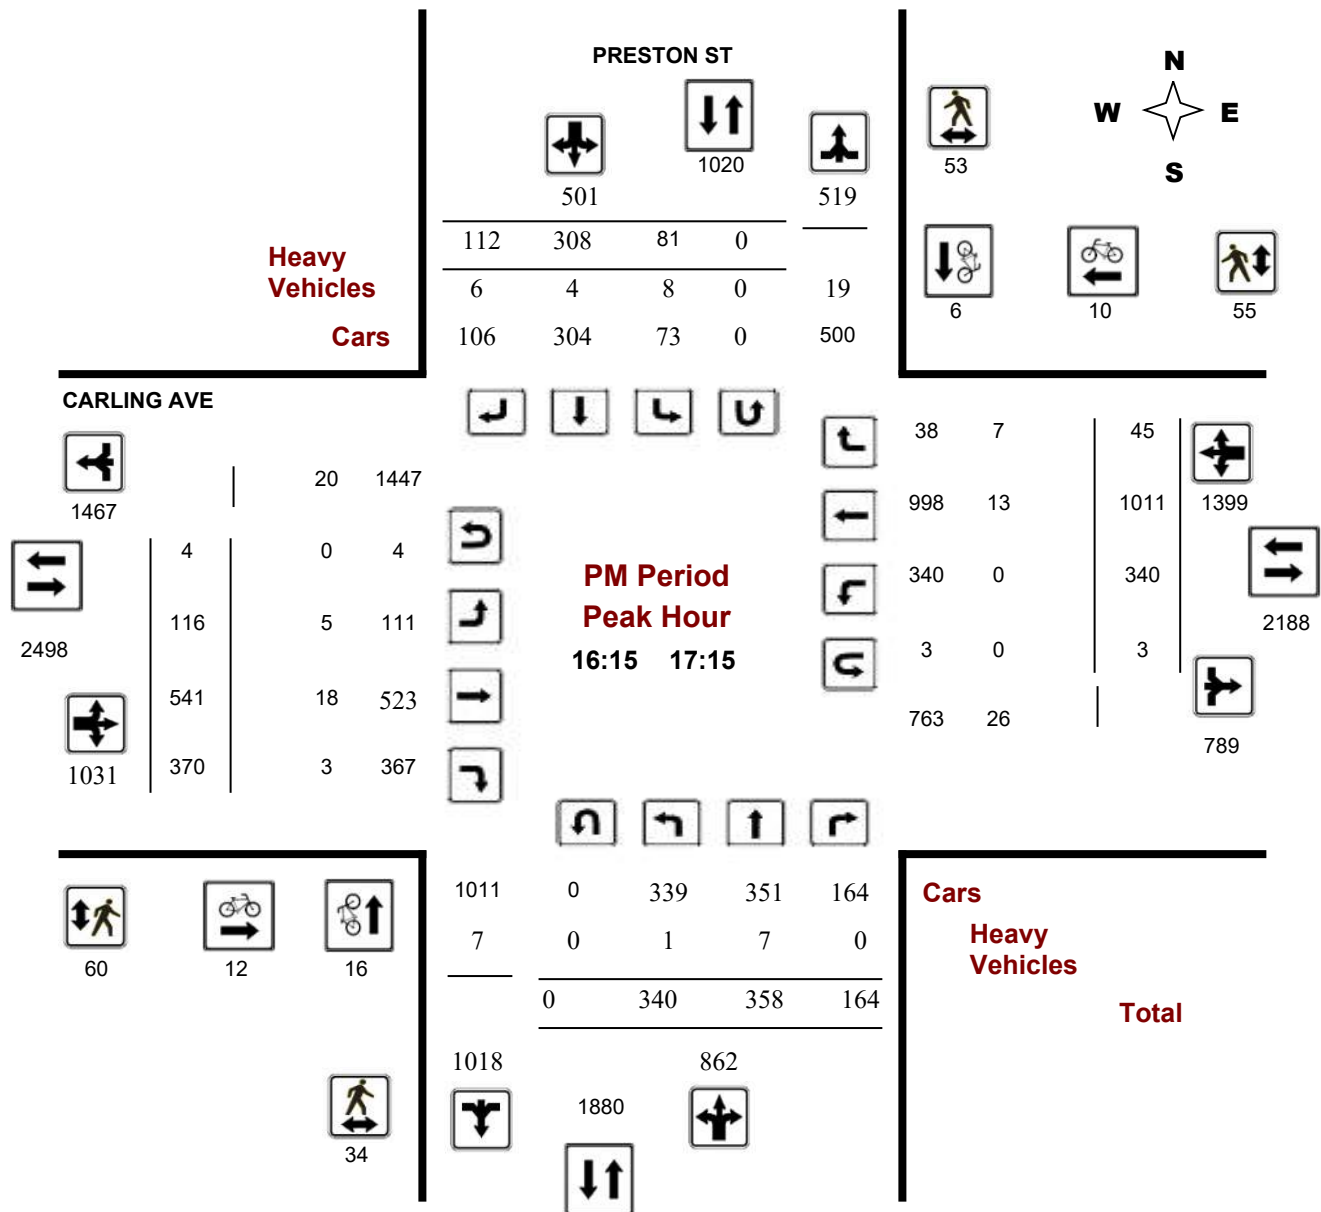 PRESTON ST
N
W E
S
1020
53
501 519
112 308 81 0
Heavy
Vehicles 6 4 8 0 19
Cars 106 304 73 0 500
6 10 55
CARLING AVE
38 7 45
20 1447
1467
998 13 1011 1399
4 0 4
PM Period
340 0 340
Peak Hour
116 5 111
2188
2498
16:15 17:15
3 0 3
541 18 523
763 26
789
1031 370 3 367
1011 0 339 351 164 Cars
7 0 1 7 0 Heavy
Vehicles
60 12 16
0 340 358 164
Total
1018 862
1880
34